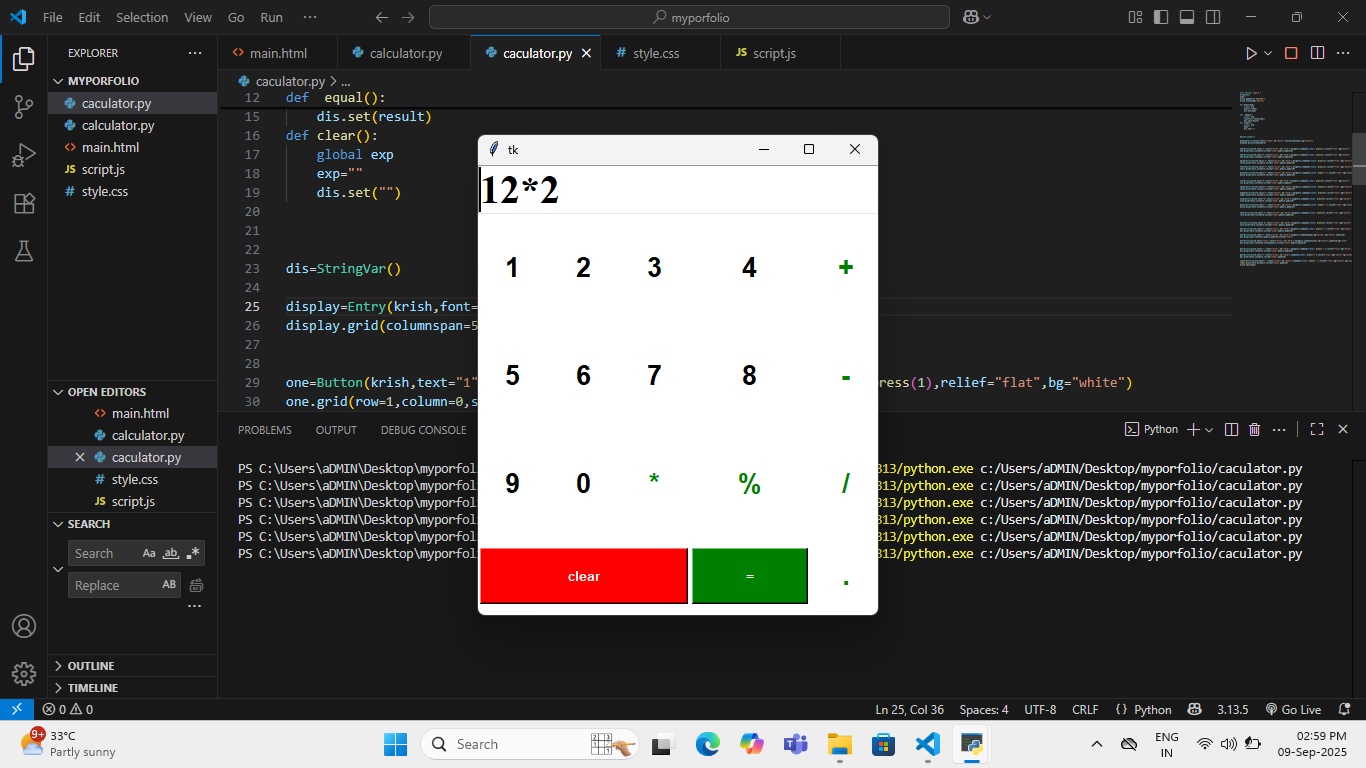 File Edit Selection View Go Run ··· myporfolio
EXPLORER ···
MYPORFOLIO
caculator.py
calculator.py
main.html
JS script.js
# style.css
OPEN EDITORS
main.html
calculator.py
caculator.py
# style.css
JS script.js
SEARCH
Search Aa ab
Replace AB
···
OUTLINE
TIMELINE
main.html calculator.py caculator.py # style.css JS script.js
caculator.py > ...
12 def equal():
15 dis.set(result)
16 def clear():
17 global exp
18 exp=""
19 dis.set("")
20
21
22
23 dis=StringVar()
24
25 display=Entry(krish,font=
26 display.grid(columnspan=5
27
28
29 one=Button(krish,text="1" ress(1),relief="flat",bg="white")
30 one.grid(row=1,column=0,s
tk
12*2
1 2 3 4 +
5 6 7 8 -
9 0 * % /
clear = .
PROBLEMS OUTPUT DEBUG CONSOLE Python ···
PS C:\Users\aDMIN\Desktop\myporfol 313/python.exe c:/Users/aDMIN/Desktop/myporfolio/caculator.py
PS C:\Users\aDMIN\Desktop\myporfol 313/python.exe c:/Users/aDMIN/Desktop/myporfolio/caculator.py
PS C:\Users\aDMIN\Desktop\myporfol 313/python.exe c:/Users/aDMIN/Desktop/myporfolio/caculator.py
PS C:\Users\aDMIN\Desktop\myporfol 313/python.exe c:/Users/aDMIN/Desktop/myporfolio/caculator.py
PS C:\Users\aDMIN\Desktop\myporfol 313/python.exe c:/Users/aDMIN/Desktop/myporfolio/caculator.py
PS C:\Users\aDMIN\Desktop\myporfol 313/python.exe c:/Users/aDMIN/Desktop/myporfolio/caculator.py
0 0 Ln 25, Col 36 Spaces: 4 UTF-8 CRLF {} Python 3.13.5 Go Live
9+ 33°C
Partly sunny
Search
ENG
IN
02:59 PM
09-Sep-2025